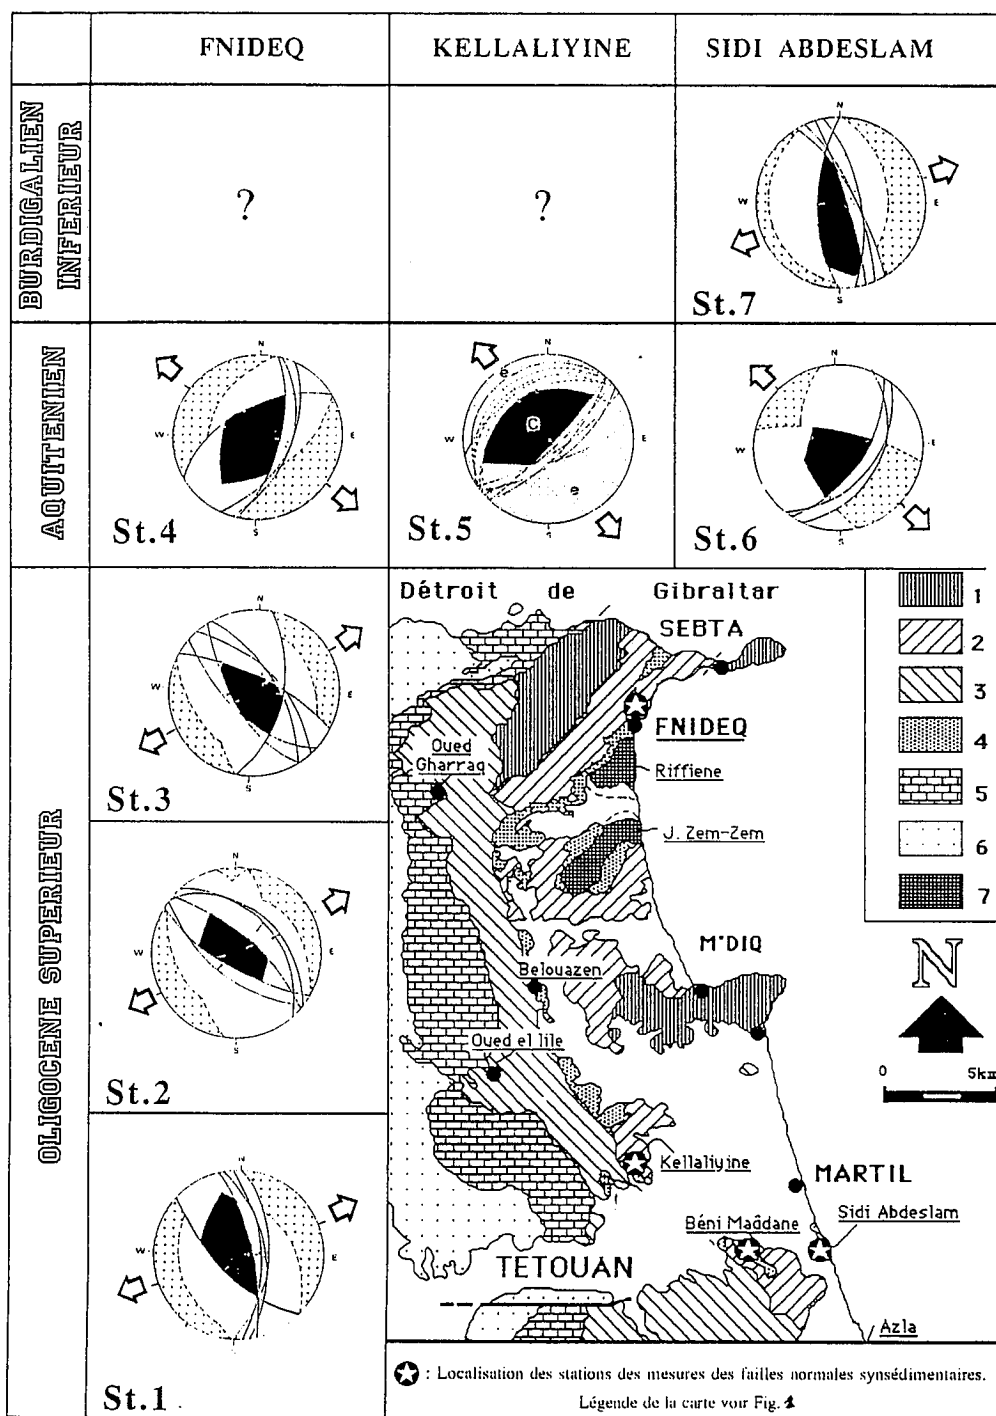 FNIDEQ
KELLALIYINE
SIDI ABDESLAM
BURDIGALIEN
INFERIEUR
?
?
N
W
E
S
St.7
AQUITENIEN
N
W
E
S
St.4
N
W
E
S
e
C
e
St.5
N
W
E
S
St.6
OLIGOCENE SUPERIEUR
N
W
E
S
St.3
N
W
E
S
St.2
N
W
E
S
St.1
Détroit de Gibraltar
SEBTA
FNIDEQ
Oued
Gharraq
Riffiene
J. Zem-Zem
M'DIQ
Belouazen
Oued el lile
Kellaliyine
MARTIL
Béni Maâdane
Sidi Abdeslam
TETOUAN
Azla
1
2
3
4
5
6
7
N
0 5km
: Localisation des stations des mesures des failles normales synsédimentaires.
Légende de la carte voir Fig. 1